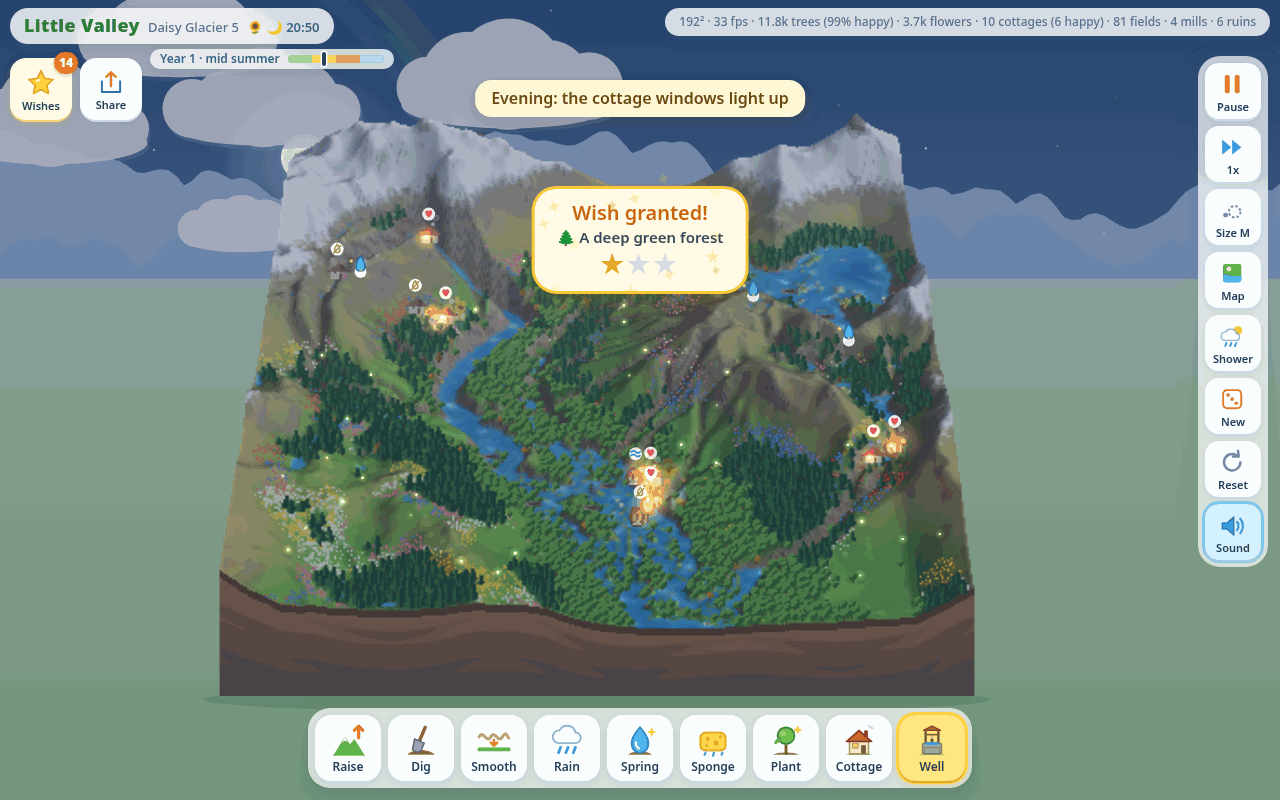 Little Valley Daisy Glacier 5 20:50
192² · 33 fps · 11.8k trees (99% happy) · 3.7k flowers · 10 cottages (6 happy) · 81 fields · 4 mills · 6 ruins
Year 1 · mid summer
14
Wishes
Share
Evening: the cottage windows light up
Wish granted!
A deep green forest
Pause
1x
Size M
Map
Shower
New
Reset
Sound
Raise
Dig
Smooth
Rain
Spring
Sponge
Plant
Cottage
Well